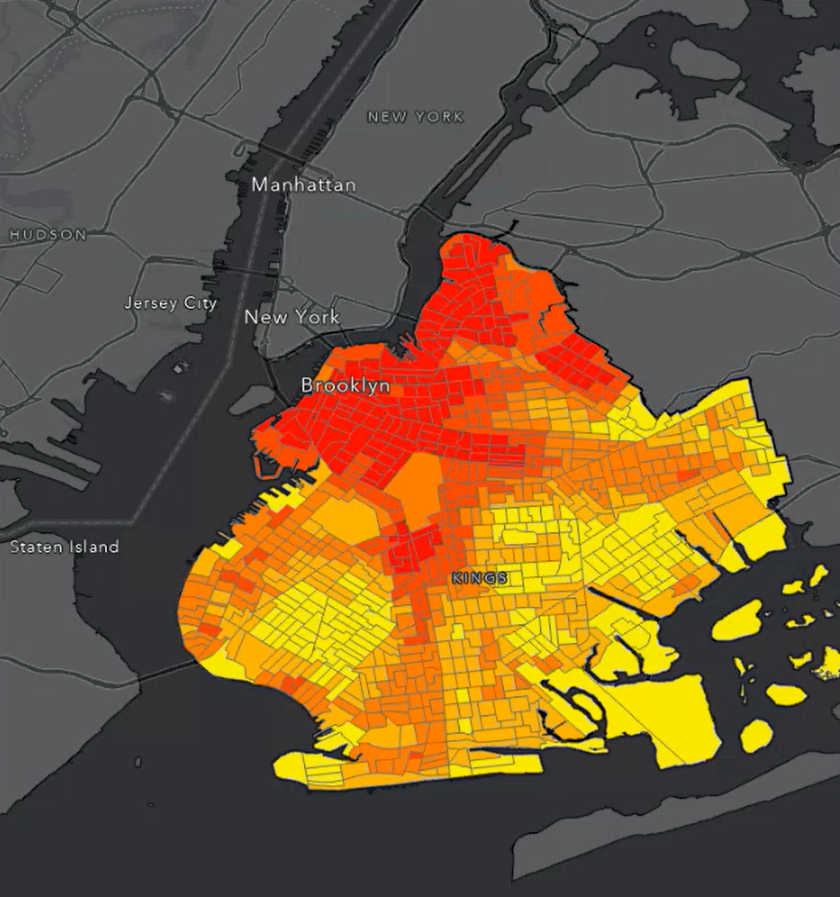 NEW YORK
Manhattan
HUDSON
Jersey City
New York
Brooklyn
Staten Island
KINGS